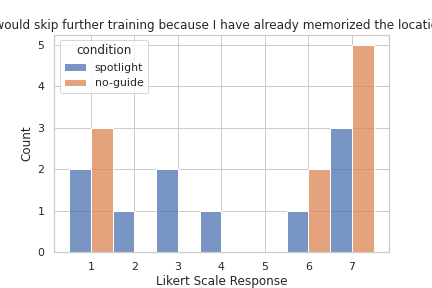 would skip further training because I have already memorized the locati
condition
spotlight
no-guide
5
4
3
2
1
0
Count
1 2 3 4 5 6 7
Likert Scale Response